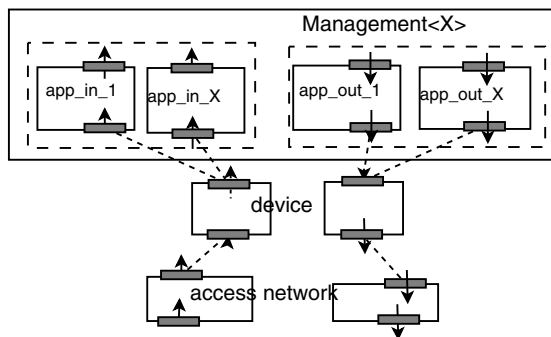 Management<X>
app_in_1
app_in_X
app_out_1
app_out_X
device
access network